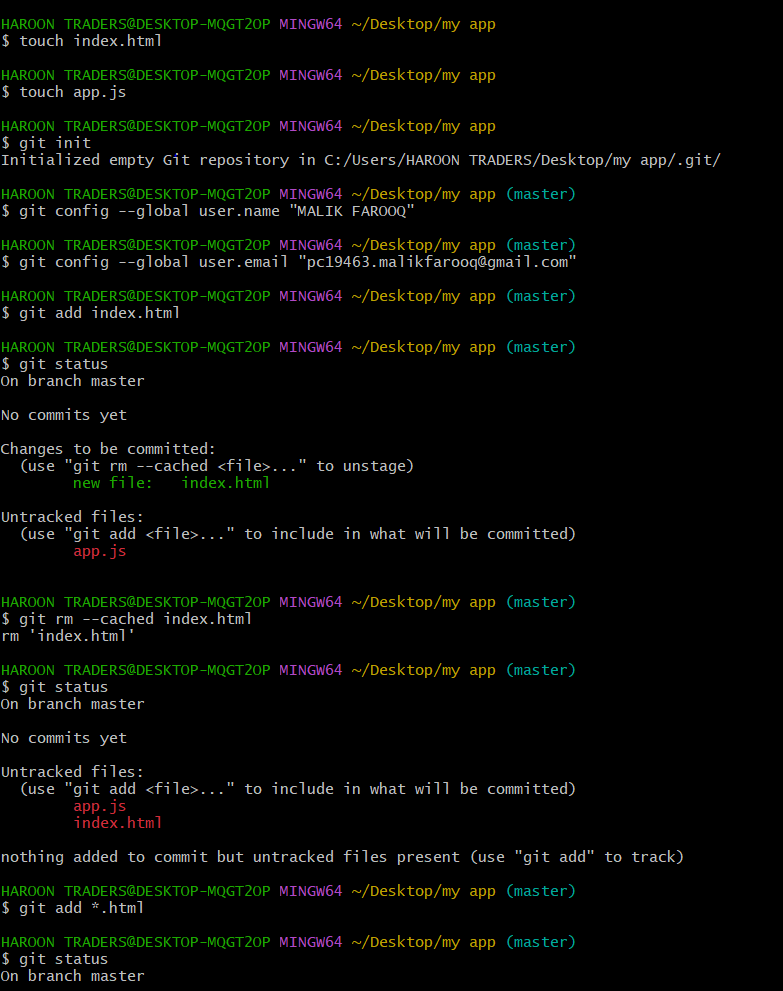 HAROON TRADERS@DESKTOP-MQGT2OP MINGW64 ~/Desktop/my app
$ touch index.html
HAROON TRADERS@DESKTOP-MQGT2OP MINGW64 ~/Desktop/my app
$ touch app.js
HAROON TRADERS@DESKTOP-MQGT2OP MINGW64 ~/Desktop/my app
$ git init
Initialized empty Git repository in C:/Users/HAROON TRADERS/Desktop/my app/.git/
HAROON TRADERS@DESKTOP-MQGT2OP MINGW64 ~/Desktop/my app (master)
$ git config --global user.name "MALIK FAROOQ"
HAROON TRADERS@DESKTOP-MQGT2OP MINGW64 ~/Desktop/my app (master)
$ git config --global user.email "pc19463.malikfarooq@gmail.com"
HAROON TRADERS@DESKTOP-MQGT2OP MINGW64 ~/Desktop/my app (master)
$ git add index.html
HAROON TRADERS@DESKTOP-MQGT2OP MINGW64 ~/Desktop/my app (master)
$ git status
On branch master
No commits yet
Changes to be committed:
  (use "git rm --cached <file>..." to unstage)
        new file:   index.html
Untracked files:
  (use "git add <file>..." to include in what will be committed)
        app.js
HAROON TRADERS@DESKTOP-MQGT2OP MINGW64 ~/Desktop/my app (master)
$ git rm --cached index.html
rm 'index.html'
HAROON TRADERS@DESKTOP-MQGT2OP MINGW64 ~/Desktop/my app (master)
$ git status
On branch master
No commits yet
Untracked files:
  (use "git add <file>..." to include in what will be committed)
        app.js
        index.html
nothing added to commit but untracked files present (use "git add" to track)
HAROON TRADERS@DESKTOP-MQGT2OP MINGW64 ~/Desktop/my app (master)
$ git add *.html
HAROON TRADERS@DESKTOP-MQGT2OP MINGW64 ~/Desktop/my app (master)
$ git status
On branch master